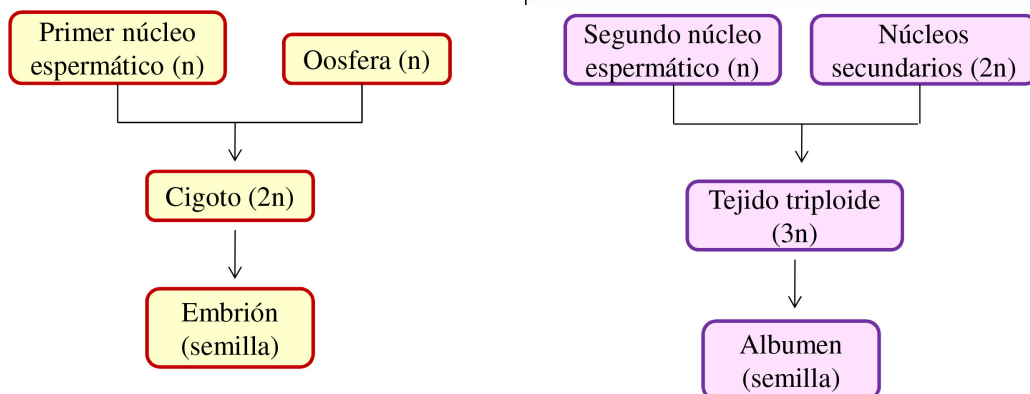 Primer núcleo
espermático (n)
Oosfera (n)
Cigoto (2n)
Embrión
(semilla)
Segundo núcleo
espermático (n)
Núcleos
secundarios (2n)
Tejido triploide
(3n)
Albumen
(semilla)